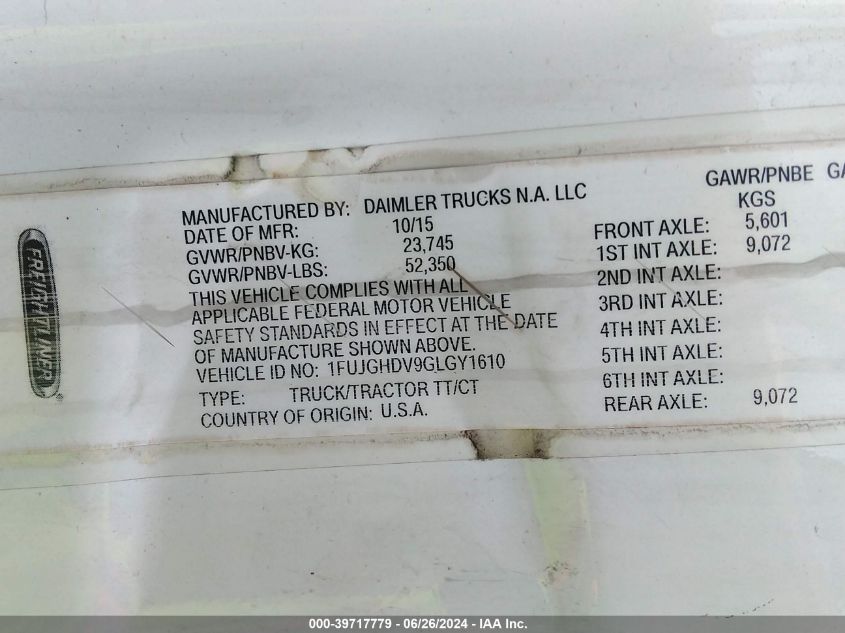 FREIGHTLINER
MANUFACTURED BY: DAIMLER TRUCKS N.A. LLC
DATE OF MFR: 10/15
GVWR/PNBV-KG: 23,745
GVWR/PNBV-LBS: 52,350
THIS VEHICLE COMPLIES WITH ALL
APPLICABLE FEDERAL MOTOR VEHICLE
SAFETY STANDARDS IN EFFECT AT THE DATE
OF MANUFACTURE SHOWN ABOVE.
VEHICLE ID NO: 1FUJGHDV9GLGY1610
TYPE: TRUCK/TRACTOR TT/CT
COUNTRY OF ORIGIN: U.S.A.
GAWR/PNBE GA
KGS
FRONT AXLE: 5,601
1ST INT AXLE: 9,072
2ND INT AXLE:
3RD INT AXLE:
4TH INT AXLE:
5TH INT AXLE:
6TH INT AXLE:
REAR AXLE: 9,072
000-39717779 - 06/26/2024 - IAA Inc.